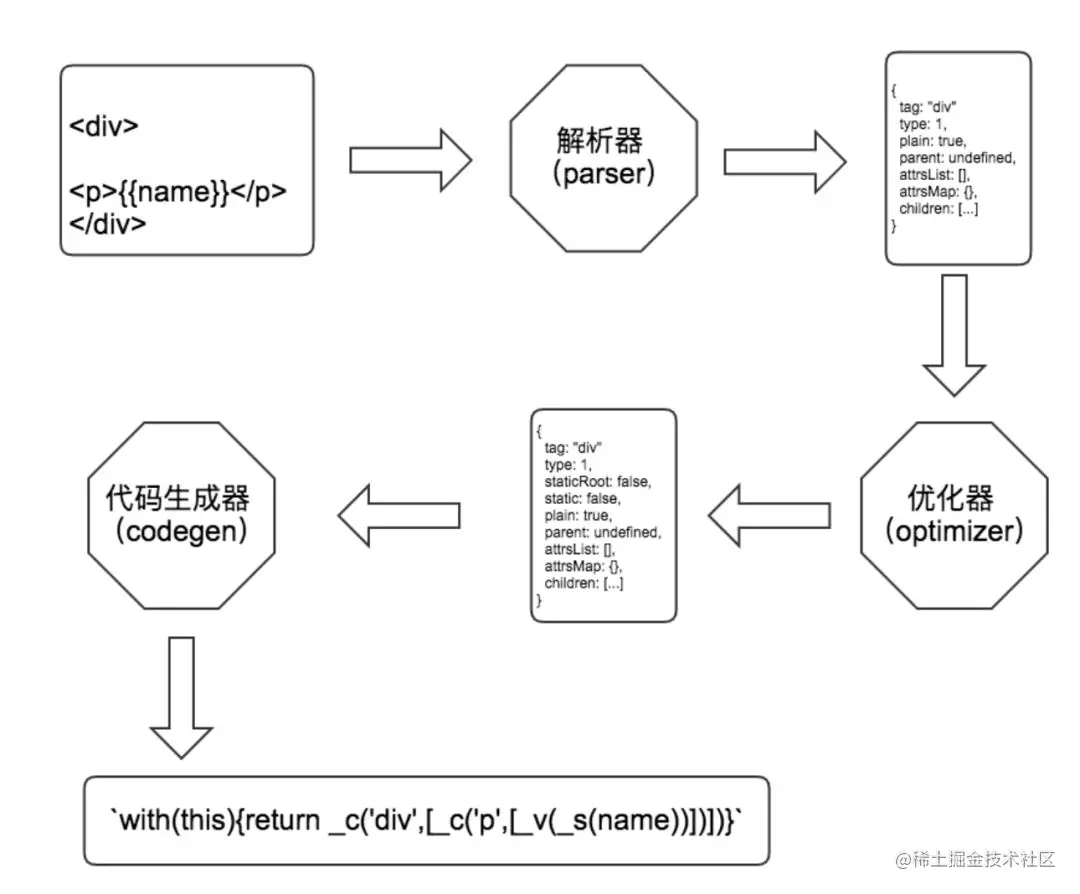 <div>
<p>{{name}}</p>
</div>
解析器
（parser）
{
tag: "div"
type: 1,
plain: true,
parent: undefined,
attrsList: [],
attrsMap: {},
children: [...]
}
代码生成器
（codegen）
{
tag: "div"
type: 1,
staticRoot: false,
static: false,
plain: true,
parent: undefined,
attrsList: [],
attrsMap: {},
children: [...]
}
优化器
（optimizer）
`with(this){return _c('div',[_c('p',[_v(_s(name))])])}`
@稀土掘金技术社区